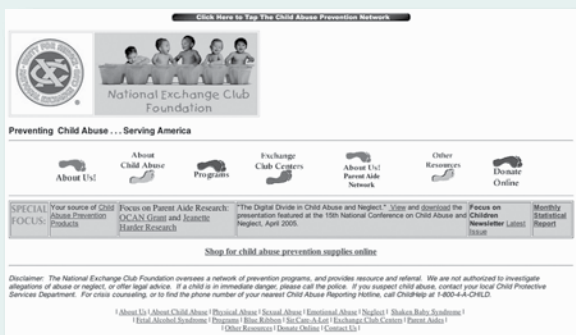 Click Here to Tap The Child Abuse Prevention Network
UNITY FOR SERVICE
NATIONAL EXCHANGE
National Exchange Club
Foundation
Preventing Child Abuse . . . Serving America
About Us!
About
Child Abuse
Programs
Exchange
Club Centers
About Us!
Parent Aide
Network
Other
Resources
Donate
Online
SPECIAL
FOCUS:
Your source of Child
Abuse Prevention
Products
Focus on Parent Aide Research:
OCAN Grant and Jeanette
Harder Research
"The Digital Divide in Child Abuse and Neglect." View and download the
presentation featured at the 15th National Conference on Child Abuse and
Neglect, April 2005.
Focus on
Children
Newsletter Latest
Issue
Monthly
Statistical
Report
Shop for child abuse prevention supplies online
Disclaimer: The National Exchange Club Foundation oversees a network of prevention programs, and provides resource and referral. We are not authorized to investigate
allegations of abuse or neglect, or offer legal advice. If a child is in immediate danger, please call the police. If you suspect child abuse, contact your local Child Protective
Services Department. For crisis counseling, or to find the phone number of your nearest Child Abuse Reporting Hotline, call ChildHelp at 1-800-4-A-CHILD.
| About Us | About Child Abuse | Physical Abuse | Sexual Abuse | Emotional Abuse | Neglect | Shaken Baby Syndrome |
| Fetal Alcohol Syndrome | Programs | Blue Ribbon | Sir Care-A-Lot | Exchange Club Centers | Parent Aides |
| Other Resources | Donate Online | Contact Us |